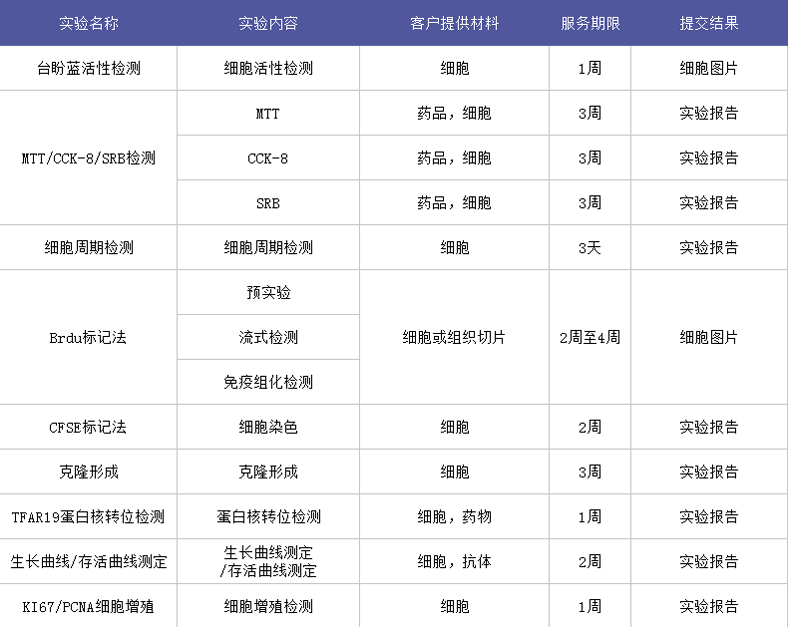 实验名称 实验内容 客户提供材料 服务期限 提交结果
台盼蓝活性检测 细胞活性检测 细胞 1周 细胞图片
MTT/CCK-8/SRB检测 MTT 药品，细胞 3周 实验报告
CCK-8 药品，细胞 3周 实验报告
SRB 药品，细胞 3周 实验报告
细胞周期检测 细胞周期检测 细胞 3天 实验报告
Brdu标记法 预实验 细胞或组织切片 2周至4周 细胞图片
流式检测
免疫组化检测
CFSE标记法 细胞染色 细胞 2周 实验报告
克隆形成 克隆形成 细胞 3周 实验报告
TFAR19蛋白核转位检测 蛋白核转位检测 细胞，药物 1周 实验报告
生长曲线/存活曲线测定 生长曲线测定 细胞，抗体 2周 实验报告
/存活曲线测定
KI67/PCNA细胞增殖 细胞增殖检测 细胞 1周 实验报告